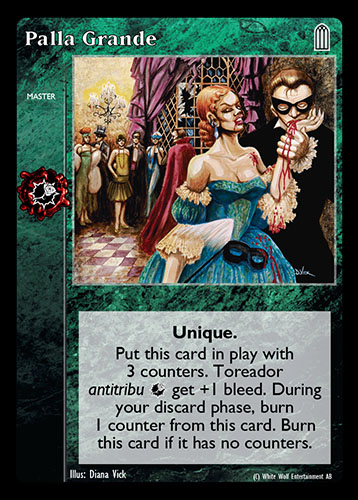 Palla Grande
MASTER
D.VICK
Unique.
Put this card in play with
3 counters. Toreador
antitribu get +1 bleed. During
your discard phase, burn
1 counter from this card. Burn
this card if it has no counters.
Illus: Diana Vick
(C) White Wolf Entertainment AB